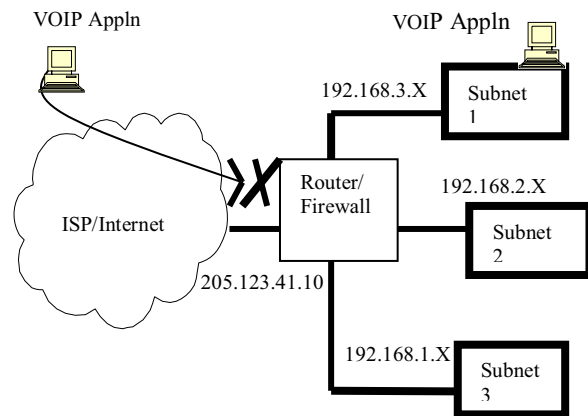 VOIP Appln
VOIP Appln
192.168.3.X
Subnet
1
Router/
Firewall
192.168.2.X
ISP/Internet
Subnet
2
205.123.41.10
192.168.1.X
Subnet
3